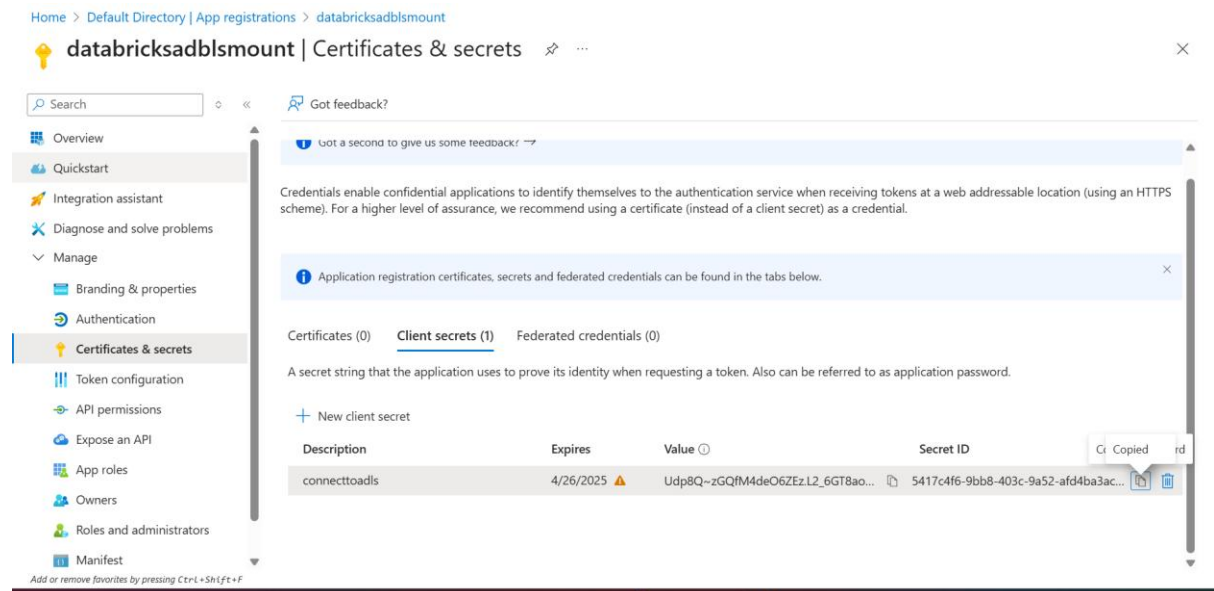 Home > Default Directory | App registrations > databricksadblsmount
databricksadblsmount | Certificates & secrets
Search
Got feedback?
Overview
Quickstart
Integration assistant
Diagnose and solve problems
Manage
Branding & properties
Authentication
Certificates & secrets
Token configuration
API permissions
Expose an API
App roles
Owners
Roles and administrators
Manifest
Add or remove favorites by pressing Ctrl+Shift+F
Got a second to give us some feedback?
Credentials enable confidential applications to identify themselves to the authentication service when receiving tokens at a web addressable location (using an HTTPS
scheme). For a higher level of assurance, we recommend using a certificate (instead of a client secret) as a credential.
Application registration certificates, secrets and federated credentials can be found in the tabs below.
Certificates (0) Client secrets (1) Federated credentials (0)
A secret string that the application uses to prove its identity when requesting a token. Also can be referred to as application password.
New client secret
Description Expires Value Secret ID Copied
connecttoadls 4/26/2025 Udp8Q~zGQfM4deO6ZEz.L2_6GT8ao... 5417c4f6-9bb8-403c-9a52-afd4ba3ac...